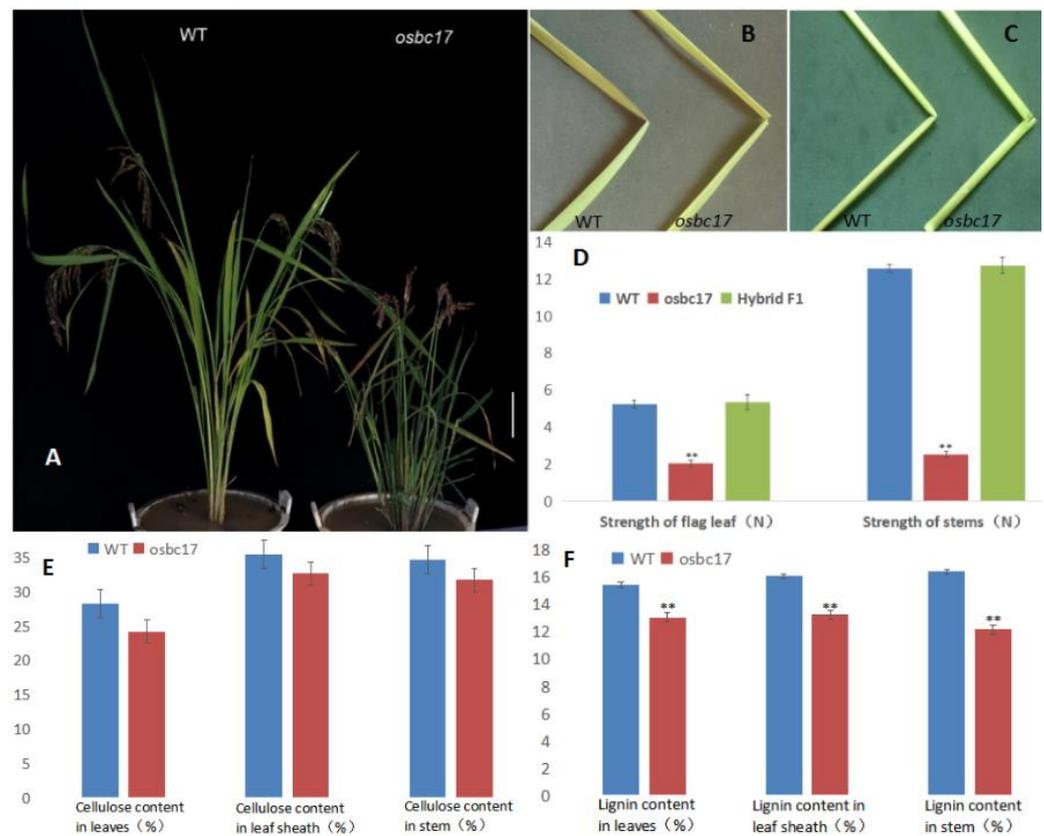 WT
osbc17
A
B
WT
osbc17
C
WT
osbc17
D
WT osbc17 Hybrid F1
14
12
10
8
6
4
2
0
Strength of flag leaf（N）
Strength of stems（N）
E
WT osbc17
35
30
25
20
15
10
5
0
Cellulose content
in leaves（%）
Cellulose content
in leaf sheath（%）
Cellulose content
in stem（%）
**
**
F
WT osbc17
18
16
14
12
10
8
6
4
2
0
**
**
**
Lignin content
in leaves（%）
Lignin content in
leaf sheath（%）
Lignin content
in stem（%）